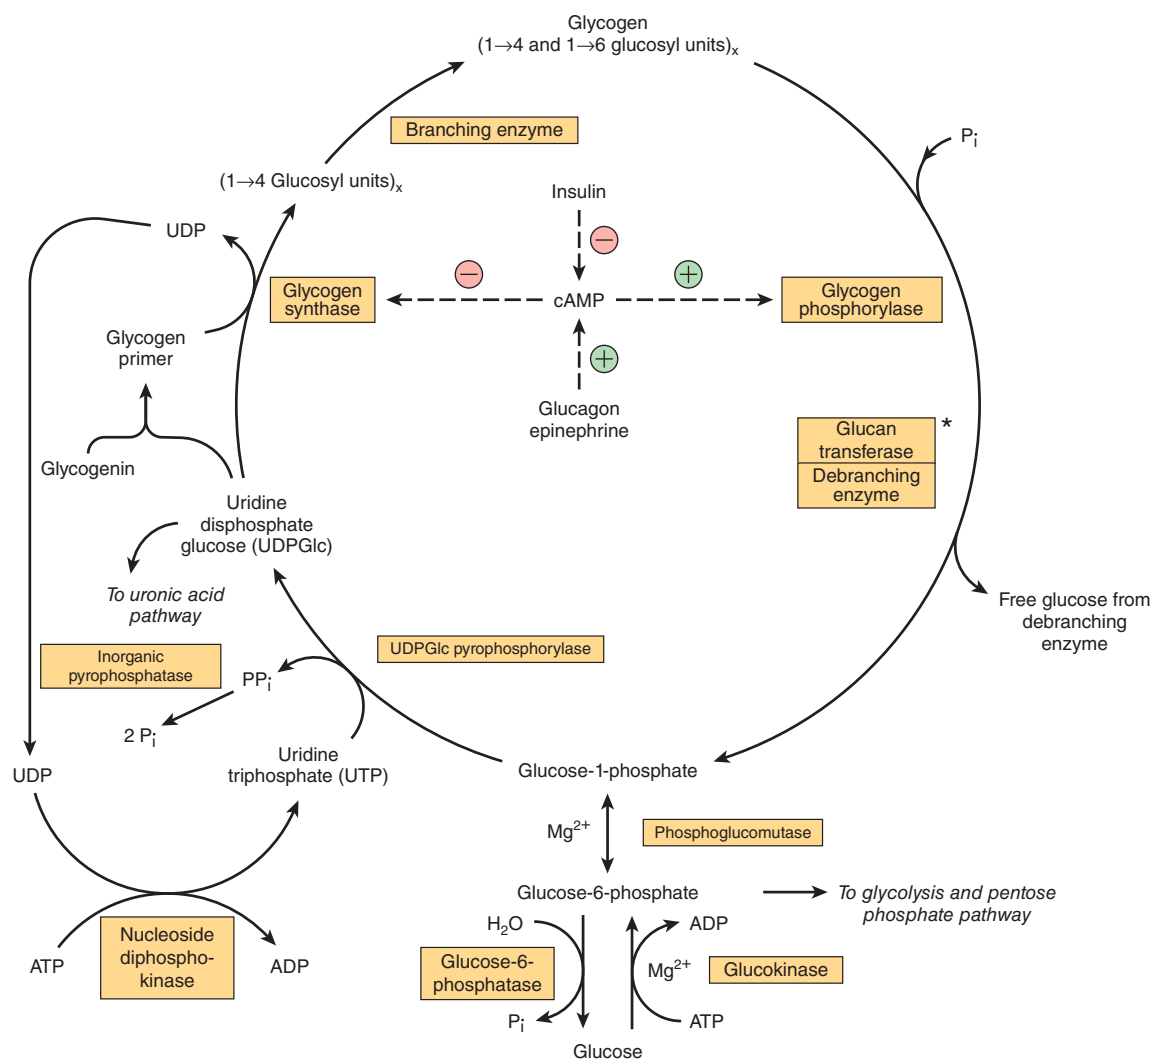 Glycogen
(1→4 and 1→6 glucosyl units)x
Branching enzyme
Pi
(1→4 Glucosyl units)x
Insulin
UDP
−
−
+
Glycogen
synthase
cAMP
Glycogen
phosphorylase
Glycogen
primer
+
Glucagon
epinephrine
Glucan
transferase
*
Debranching
enzyme
Glycogenin
Uridine
disphosphate
glucose (UDPGlc)
To uronic acid
pathway
Free glucose from
debranching
enzyme
Inorganic
pyrophosphatase
UDPGlc pyrophosphorylase
PPi
2 Pi
UDP
Uridine
triphosphate (UTP)
Glucose-1-phosphate
Mg2+
Phosphoglucomutase
Glucose-6-phosphate
To glycolysis and pentose
phosphate pathway
H2O
ADP
Nucleoside
diphospho-
kinase
ATP
ADP
Glucose-6-
phosphatase
Mg2+
Glucokinase
Pi
ATP
Glucose